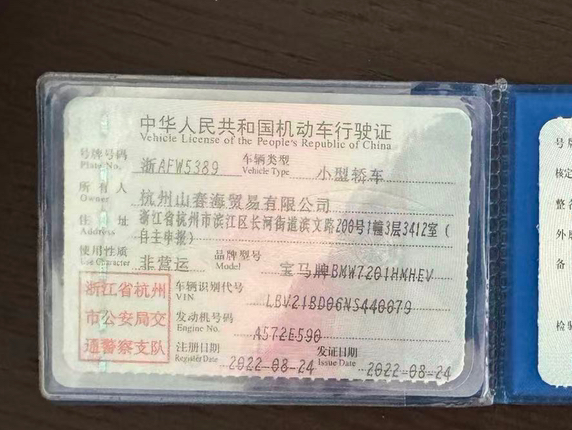 中华人民共和国机动车行驶证
Vehicle License of the People's Republic of China
号牌号码 浙AFW5389 车辆类型 小型轿车
Plate No. Vehicle Type
所有人 杭州山春海贸易有限公司
Owner
住址 浙江省杭州市滨江区长河街道滨文路200号1幢3层3412室(
Address 自主申报)
使用性质 非营运 品牌型号 宝马牌BMW7201HMHEV
Use Character Model
浙江省杭州
市公安局交
通警察支队
车辆识别代号 LBV21BD06NS440079
VIN
发动机号码 A572E590
Engine No.
注册日期 2022-08-24 发证日期 2022-08-24
Register Date Issue Date
号牌
核定
整备
外廓
备
检验